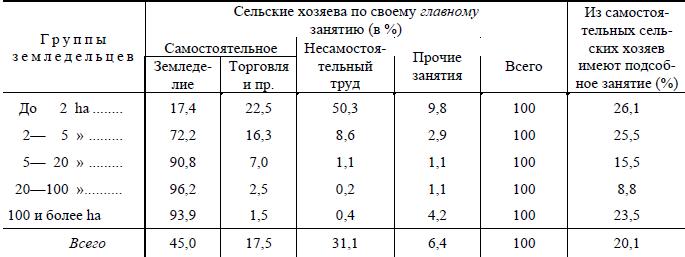 Группы земледельцев
Сельские хозяева по своему главному занятию (в %)
Из самостоятельных сельских хозяев имеют подсобное занятие (%)
Самостоятельное
Несамостоятельный труд
Прочие занятия
Всего
Земледелие
Торговля и пр.
До 2 ha ........ 17,4 22,5 50,3 9,8 100 26,1
2— 5 » ......... 72,2 16,3 8,6 2,9 100 25,5
5— 20 » ......... 90,8 7,0 1,1 1,1 100 15,5
20—100 ».......... 96,2 2,5 0,2 1,1 100 8,8
100 и более ha 93,9 1,5 0,4 4,2 100 23,5
Всего 45,0 17,5 31,1 6,4 100 20,1